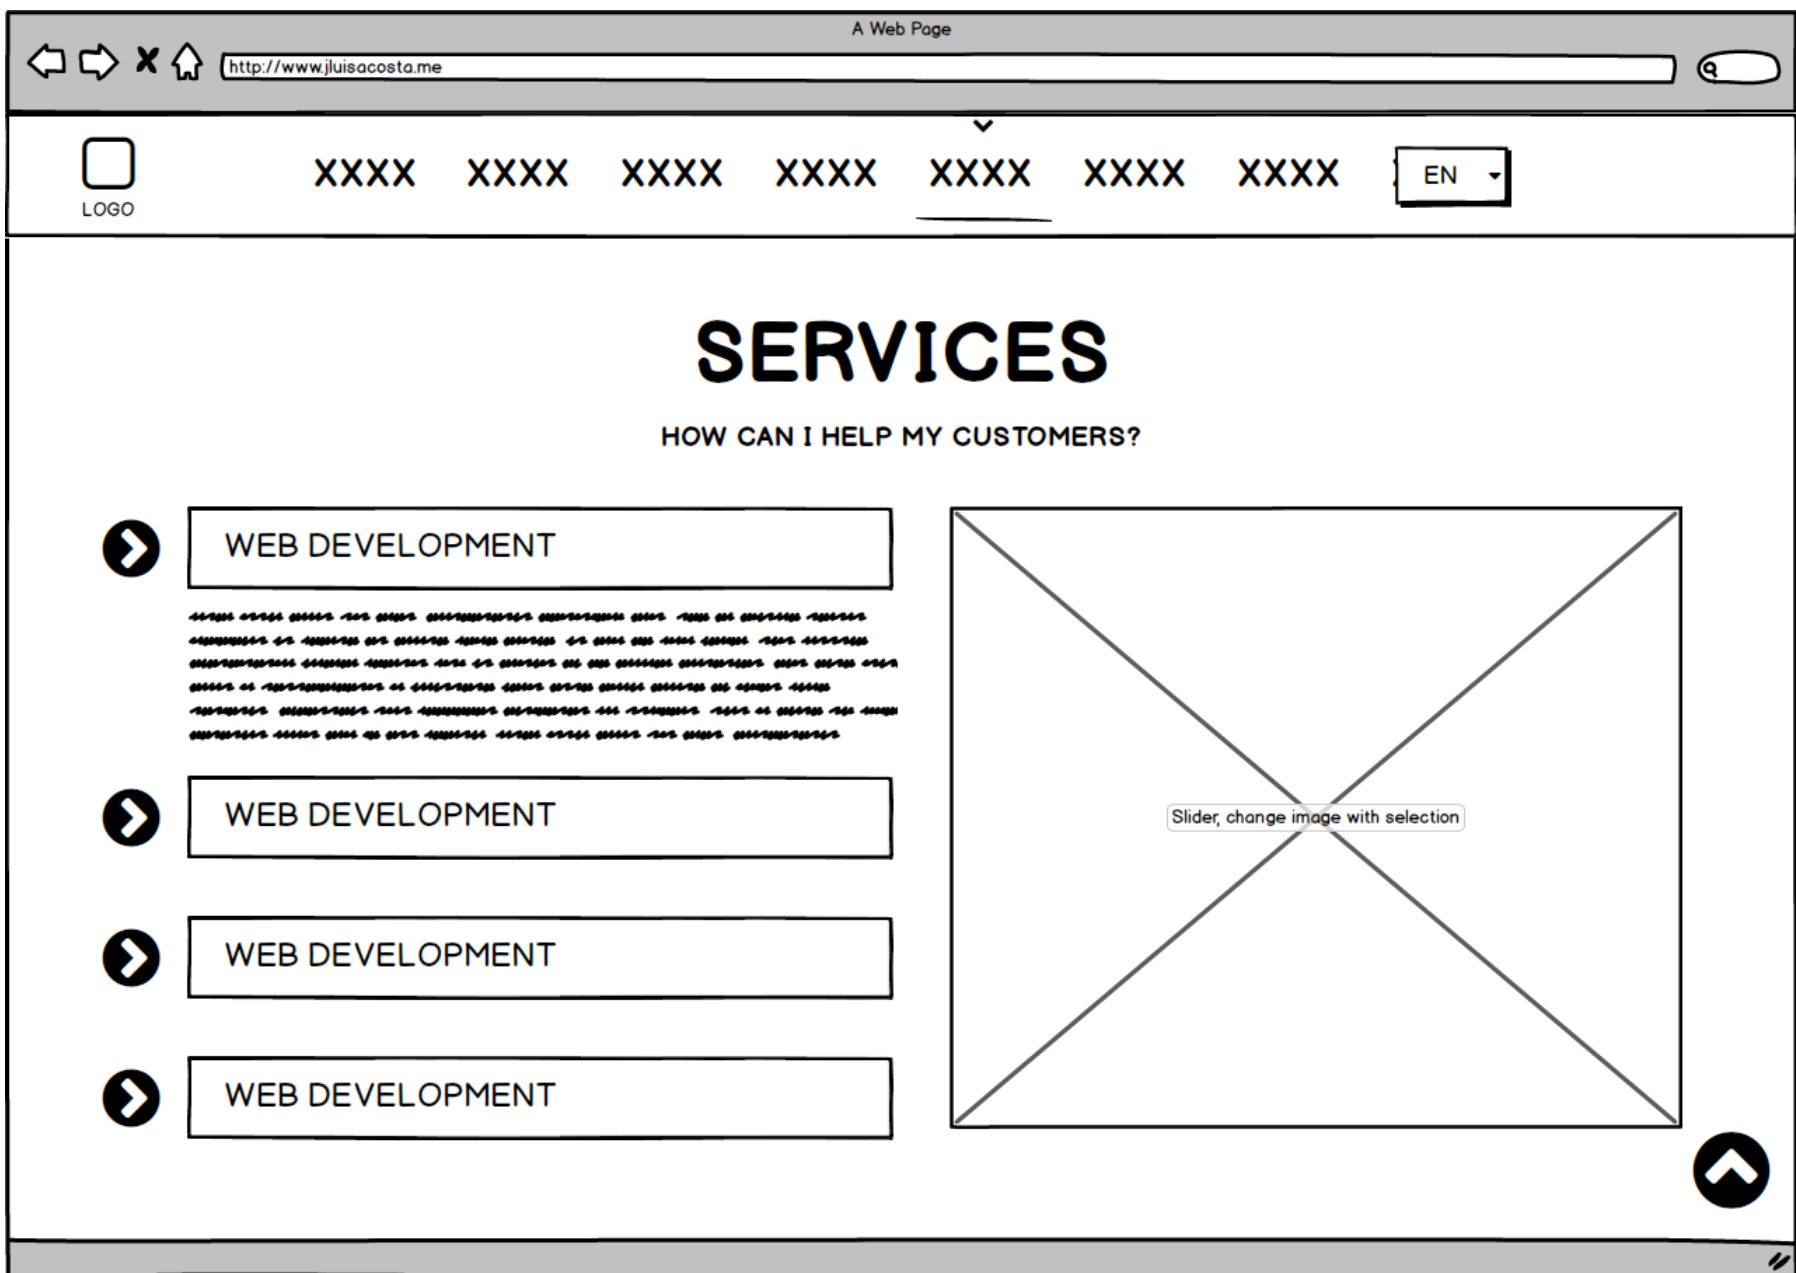 A Web Page
http://www.jluisacosta.me
LOGO
XXXX XXXX XXXX XXXX XXXX XXXX XXXX EN
SERVICES
HOW CAN I HELP MY CUSTOMERS?
WEB DEVELOPMENT
WEB DEVELOPMENT
Slider, change image with selection
WEB DEVELOPMENT
WEB DEVELOPMENT